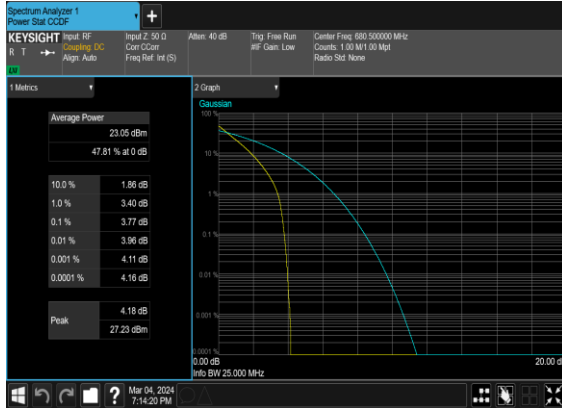 Spectrum Analyzer 1
Power Stat CCDF
+
KEYSIGHT
R T
Input: RF
Coupling: DC
Align: Auto
Input Z: 50 Ω
Corr CCorr
Freq Ref: Int (S)
Atten: 40 dB
Trig: Free Run
#IF Gain: Low
Center Freq: 680.500000 MHz
Counts: 1.00 M/1.00 Mpt
Radio Std: None
1 Metrics
Average Power
23.05 dBm
47.81 % at 0 dB
10.0 % 1.86 dB
1.0 % 3.40 dB
0.1 % 3.77 dB
0.01 % 3.96 dB
0.001 % 4.11 dB
0.0001 % 4.16 dB
Peak
4.18 dB
27.23 dBm
2 Graph
Gaussian
100 %
10 %
1 %
0.1 %
0.01 %
0.001 %
0.0001 %
0.00 dB
20.00 d
Info BW 25.000 MHz
?
Mar 04, 2024
7:14:20 PM